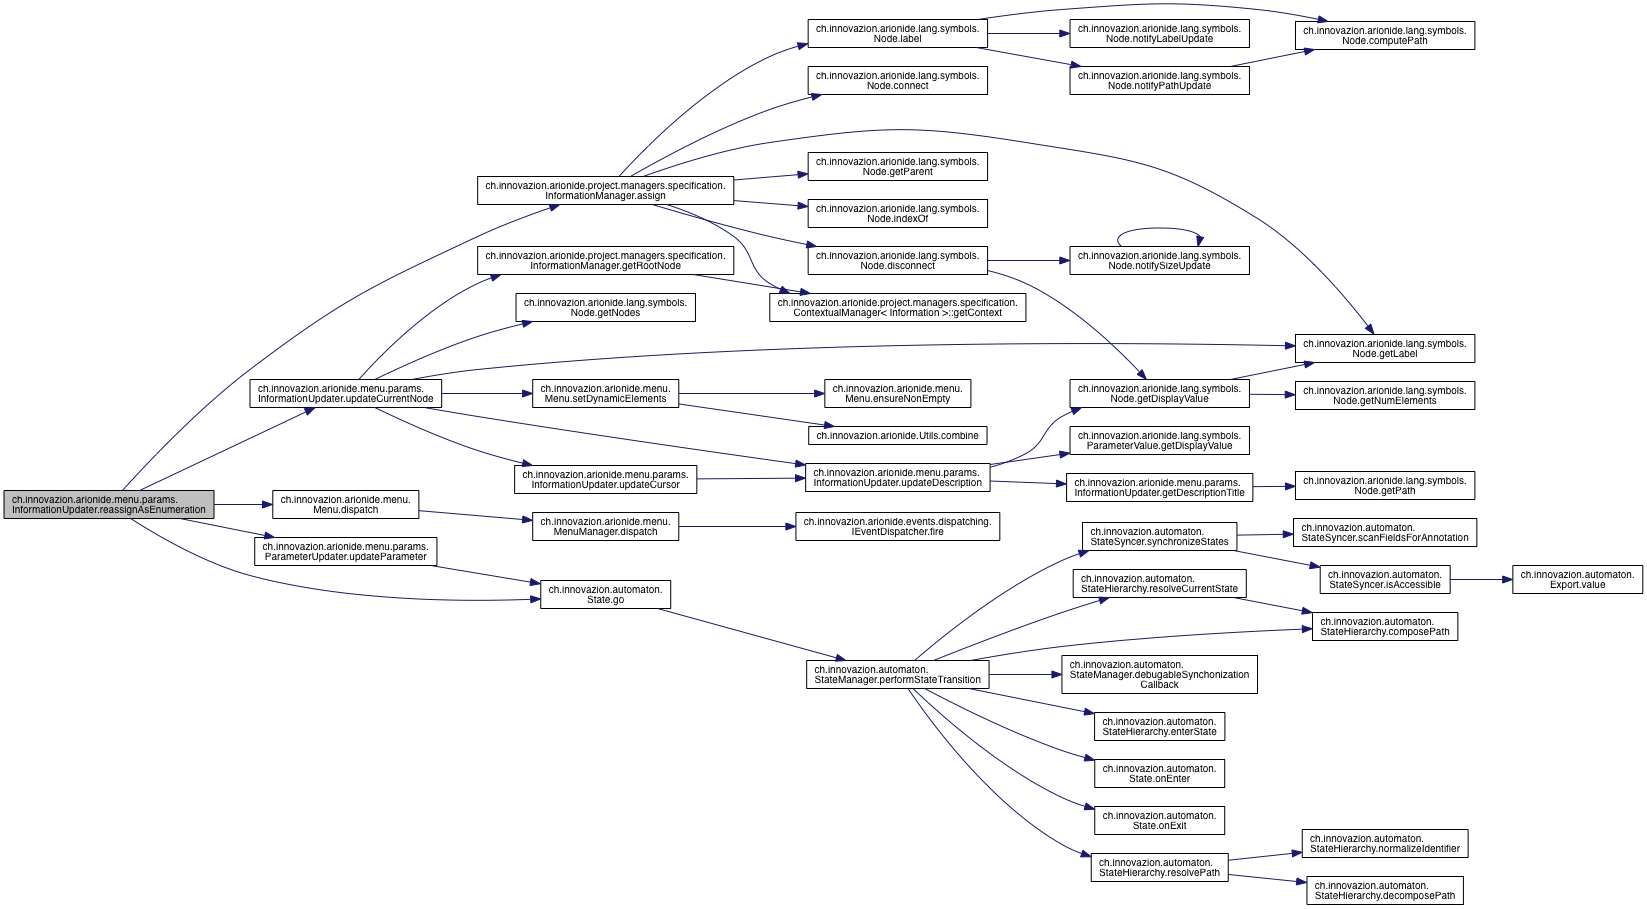 ch.innovazion.arionide.menu.params.
InformationUpdater.reassignAsEnumeration
ch.innovazion.arionide.project.managers.specification.
InformationManager.assign
ch.innovazion.arionide.project.managers.specification.
InformationManager.getRootNode
ch.innovazion.arionide.lang.symbols.
Node.getNodes
ch.innovazion.arionide.menu.params.
InformationUpdater.updateCurrentNode
ch.innovazion.arionide.menu.
Menu.setDynamicElements
ch.innovazion.arionide.menu.params.
InformationUpdater.updateCursor
ch.innovazion.arionide.menu.
Menu.dispatch
ch.innovazion.arionide.menu.
MenuManager.dispatch
ch.innovazion.arionide.menu.params.
ParameterUpdater.updateParameter
ch.innovazion.automaton.
State.go
ch.innovazion.arionide.lang.symbols.
Node.label
ch.innovazion.arionide.lang.symbols.
Node.connect
ch.innovazion.arionide.lang.symbols.
Node.getParent
ch.innovazion.arionide.lang.symbols.
Node.indexOf
ch.innovazion.arionide.lang.symbols.
Node.disconnect
ch.innovazion.arionide.project.managers.specification.
ContextualManager< Information >::getContext
ch.innovazion.arionide.menu.
Menu.ensureNonEmpty
ch.innovazion.arionide.Utils.combine
ch.innovazion.arionide.menu.params.
InformationUpdater.updateDescription
ch.innovazion.arionide.events.dispatching.
IEventDispatcher.fire
ch.innovazion.automaton.
StateManager.performStateTransition
ch.innovazion.arionide.lang.symbols.
Node.notifyLabelUpdate
ch.innovazion.arionide.lang.symbols.
Node.notifyPathUpdate
ch.innovazion.arionide.lang.symbols.
Node.notifySizeUpdate
ch.innovazion.arionide.lang.symbols.
Node.getDisplayValue
ch.innovazion.arionide.lang.symbols.
ParameterValue.getDisplayValue
ch.innovazion.arionide.menu.params.
InformationUpdater.getDescriptionTitle
ch.innovazion.automaton.
StateSyncer.synchronizeStates
ch.innovazion.automaton.
StateHierarchy.resolveCurrentState
ch.innovazion.automaton.
StateManager.debugableSynchonization
Callback
ch.innovazion.automaton.
StateHierarchy.enterState
ch.innovazion.automaton.
State.onEnter
ch.innovazion.automaton.
State.onExit
ch.innovazion.automaton.
StateHierarchy.resolvePath
ch.innovazion.arionide.lang.symbols.
Node.computePath
ch.innovazion.arionide.lang.symbols.
Node.getLabel
ch.innovazion.arionide.lang.symbols.
Node.getNumElements
ch.innovazion.arionide.lang.symbols.
Node.getPath
ch.innovazion.automaton.
StateSyncer.scanFieldsForAnnotation
ch.innovazion.automaton.
StateSyncer.isAccessible
ch.innovazion.automaton.
Export.value
ch.innovazion.automaton.
StateHierarchy.composePath
ch.innovazion.automaton.
StateHierarchy.normalizeIdentifier
ch.innovazion.automaton.
StateHierarchy.decomposePath